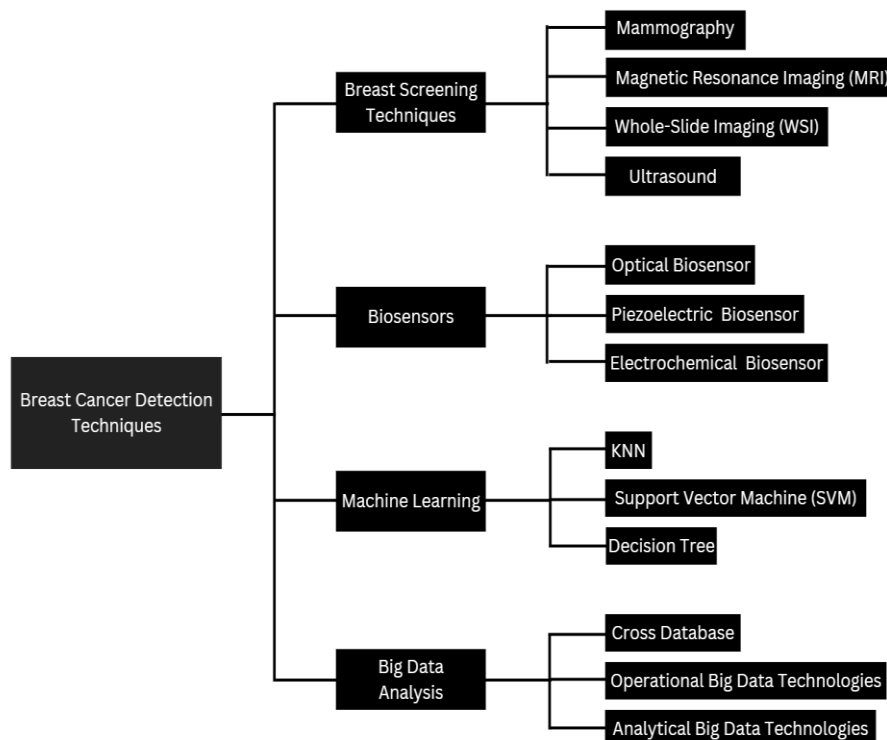 Breast Cancer Detection
Techniques
Breast Screening
Techniques
Mammography
Magnetic Resonance Imaging (MRI)
Whole-Slide Imaging (WSI)
Ultrasound
Biosensors
Optical Biosensor
Piezoelectric Biosensor
Electrochemical Biosensor
Machine Learning
KNN
Support Vector Machine (SVM)
Decision Tree
Big Data
Analysis
Cross Database
Operational Big Data Technologies
Analytical Big Data Technologies